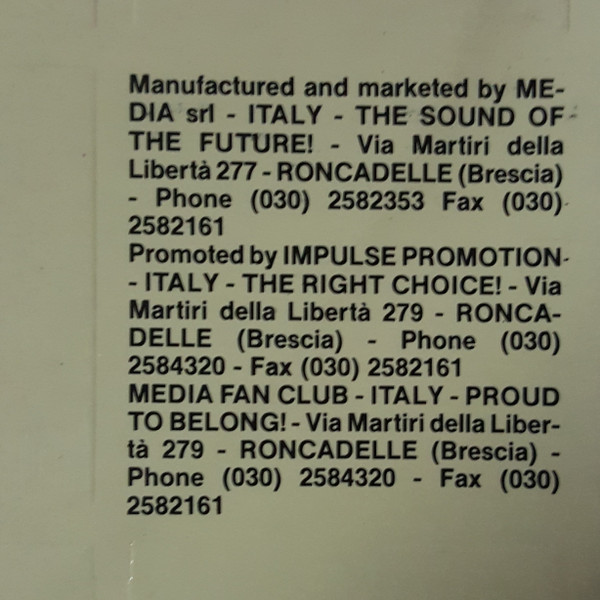 Manufactured and marketed by ME-
DIA srl - ITALY - THE SOUND OF
THE FUTURE! - Via Martiri della
Libertà 277 - RONCADELLE (Brescia)
- Phone (030) 2582353 Fax (030)
2582161
Promoted by IMPULSE PROMOTION
- ITALY - THE RIGHT CHOICE! - Via
Martiri della Libertà 279 - RONCA-
DELLE (Brescia) - Phone (030)
2584320 - Fax (030) 2582161
MEDIA FAN CLUB - ITALY - PROUD
TO BELONG! - Via Martiri della Liber-
tà 279 - RONCADELLE (Brescia) -
Phone (030) 2584320 - Fax (030)
2582161